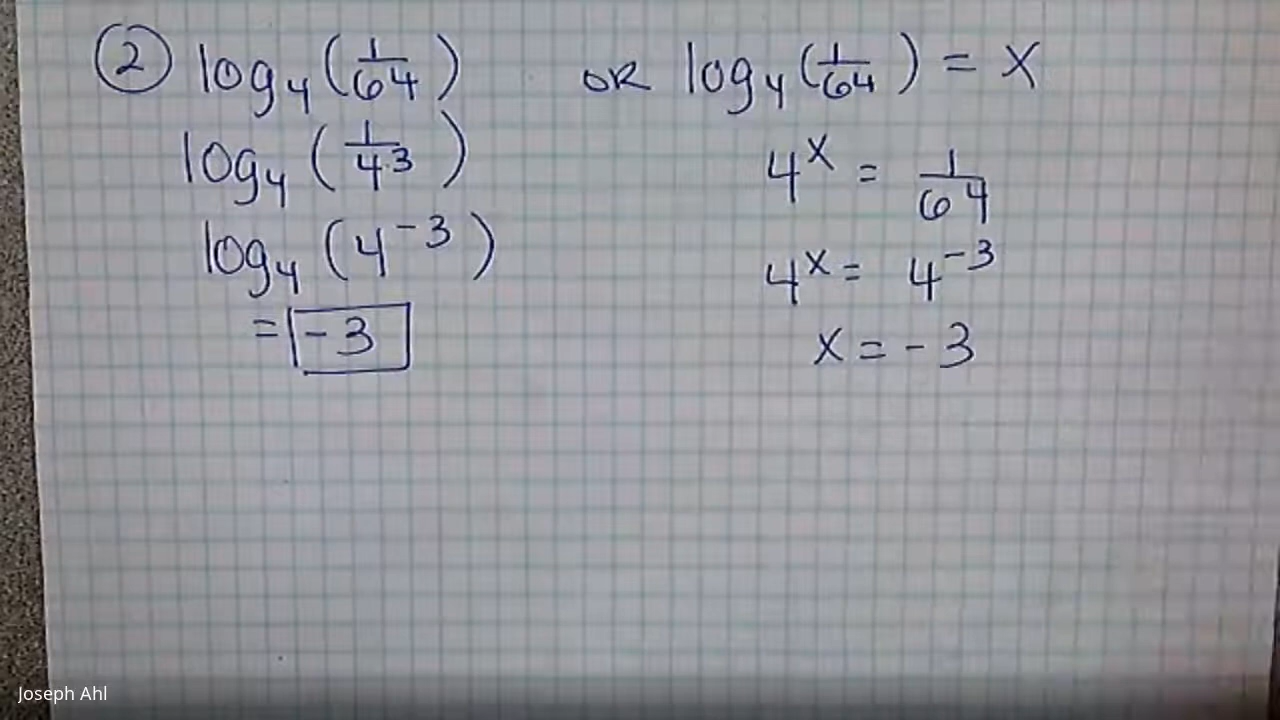 ② log₄(1/64) OR log₄(1/64) = X
log₄(1/4³) 4ˣ = 1/64
log₄(4⁻³) 4ˣ = 4⁻³
= -3 X = -3
Joseph Ahl